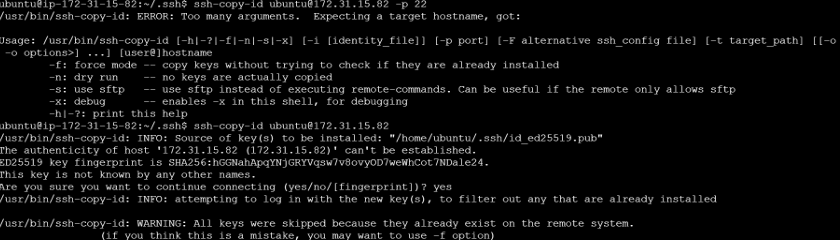 ubuntu@ip-172-31-15-82:~/.ssh$ ssh-copy-id ubuntu@172.31.15.82 -p 22
/usr/bin/ssh-copy-id: ERROR: Too many arguments.  Expecting a target hostname, got:

Usage: /usr/bin/ssh-copy-id [-h|-?|-f|-n|-s|-x] [-i [identity_file]] [-p port] [-F alternative ssh_config file] [-t target_path] [[-o
 -o options>] ...] [user@]hostname
        -f: force mode -- copy keys without trying to check if they are already installed
        -n: dry run    -- no keys are actually copied
        -s: use sftp   -- use sftp instead of executing remote-commands. Can be useful if the remote only allows sftp
        -x: debug      -- enables -x in this shell, for debugging
        -h|-?: print this help
ubuntu@ip-172-31-15-82:~/.ssh$ ssh-copy-id 172.31.15.82
/usr/bin/ssh-copy-id: INFO: Source of key(s) to be installed: "/home/ubuntu/.ssh/id_ed25519.pub"
The authenticity of host '172.31.15.82 (172.31.15.82)' can't be established.
ED25519 key fingerprint is SHA256:hGGNahApqYNjGRYVqsw7v8ovyOD7weWhCot7NDale24.
This key is not known by any other names.
Are you sure you want to continue connecting (yes/no/[fingerprint])? yes
/usr/bin/ssh-copy-id: INFO: attempting to log in with the new key(s), to filter out any that are already installed

/usr/bin/ssh-copy-id: WARNING: All keys were skipped because they already exist on the remote system.
                (if you think this is a mistake, you may want to use -f option)